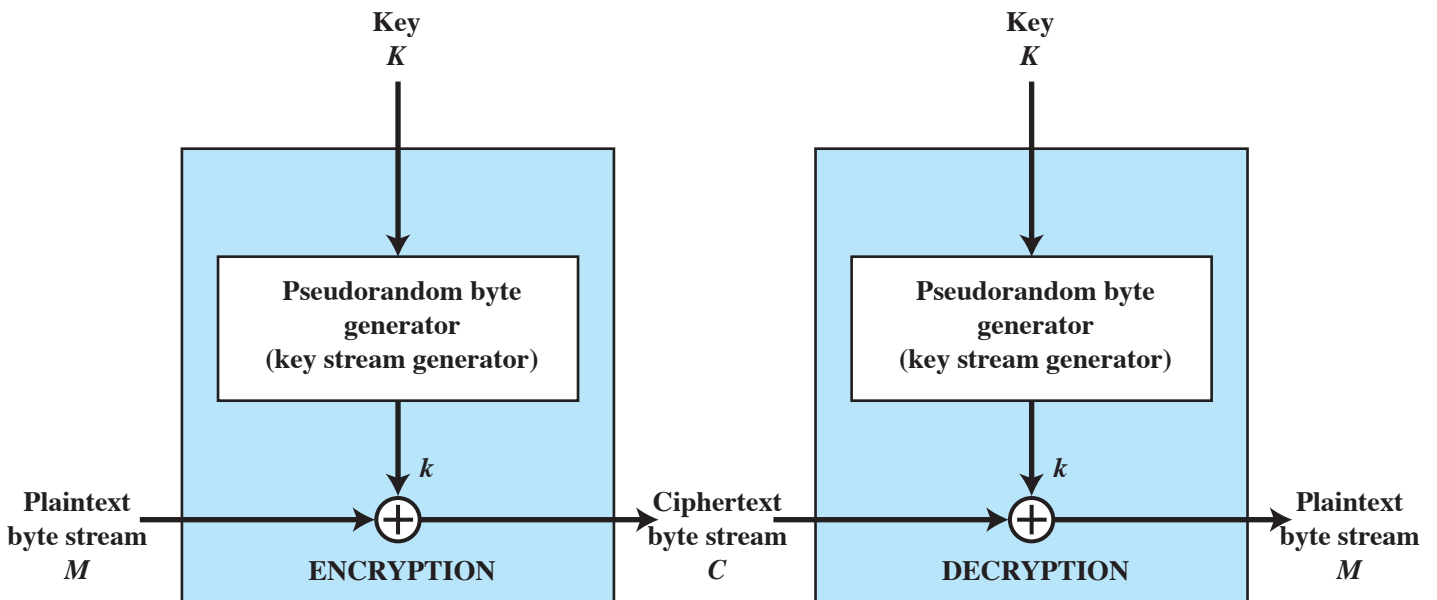 Key
K
Key
K
Pseudorandom byte
generator
(key stream generator)
Pseudorandom byte
generator
(key stream generator)
k
k
Plaintext
byte stream
M
ENCRYPTION
Ciphertext
byte stream
C
DECRYPTION
Plaintext
byte stream
M